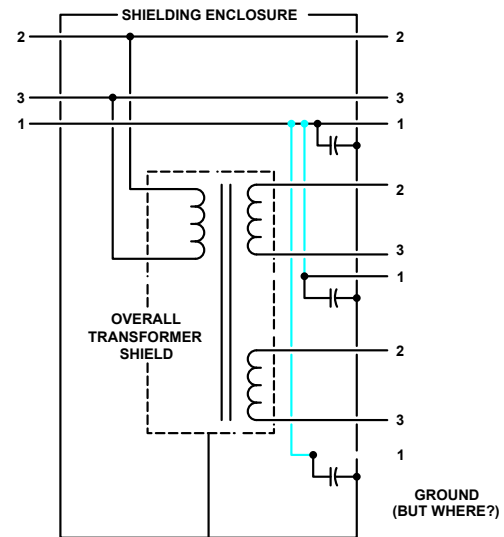 SHIELDING ENCLOSURE
2
2
3
3
1
1
2
3
1
OVERALL
TRANSFORMER
SHIELD
2
3
1
GROUND
(BUT WHERE?)